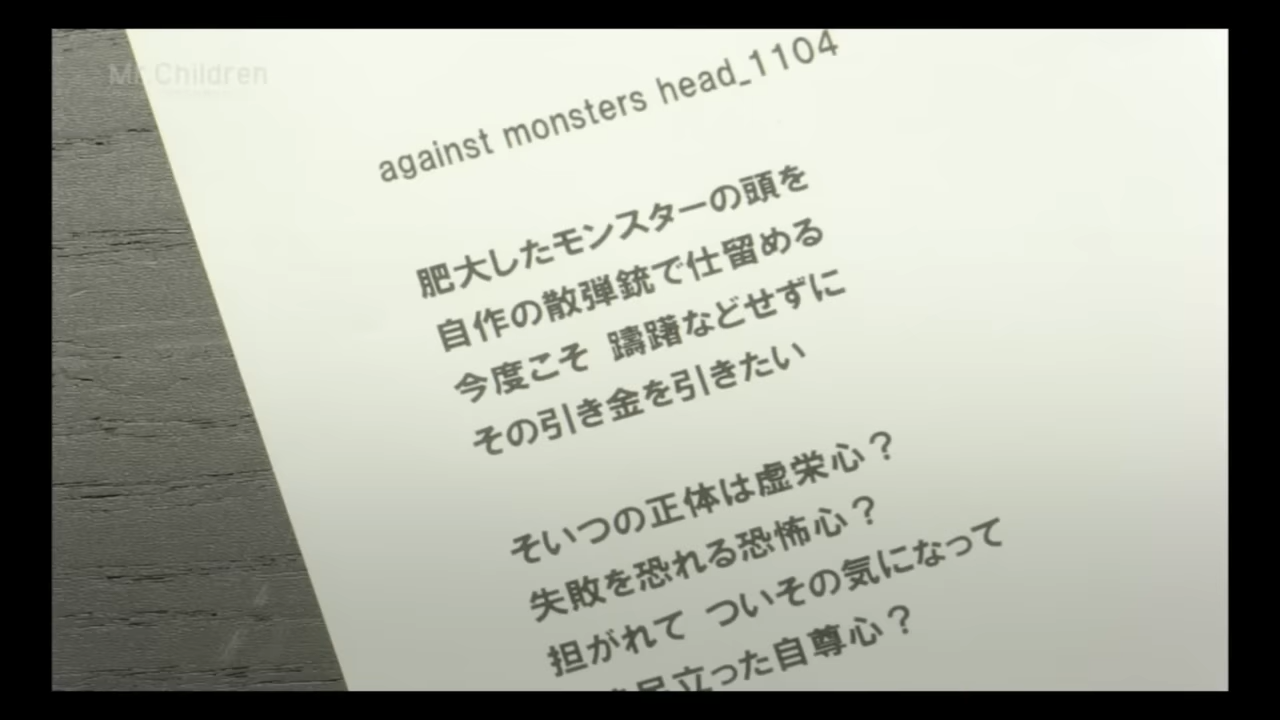 Mr.Children
against monsters head_1104
肥大したモンスターの頭を
自作の散弾銃で仕留める
今度こそ 躊躇などせずに
その引き金を引きたい
そいつの正体は虚栄心？
失敗を恐れる恐怖心？
担がれて ついその気になって
立った自尊心？